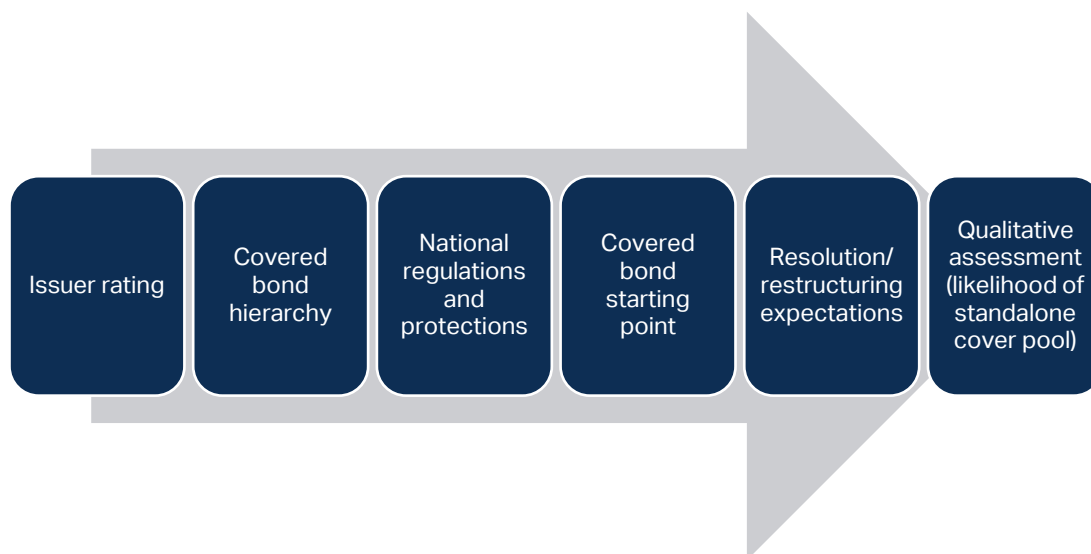 Issuer rating
Covered
bond
hierarchy
National
regulations
and
protections
Covered
bond
starting
point
Resolution/
restructuring
expectations
Qualitative
assessment
(likelihood of
standalone
cover pool)